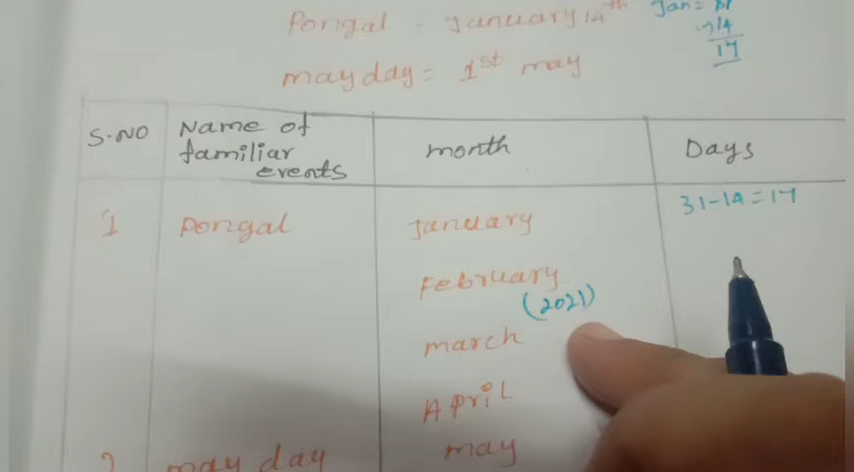 Pongal - January 14th Jan = 31
- 14
17
may day = 1st may
S.NO Name of familiar events month Days
1 Pongal January 31-14=17
February
(2021)
march
April
2 may day may